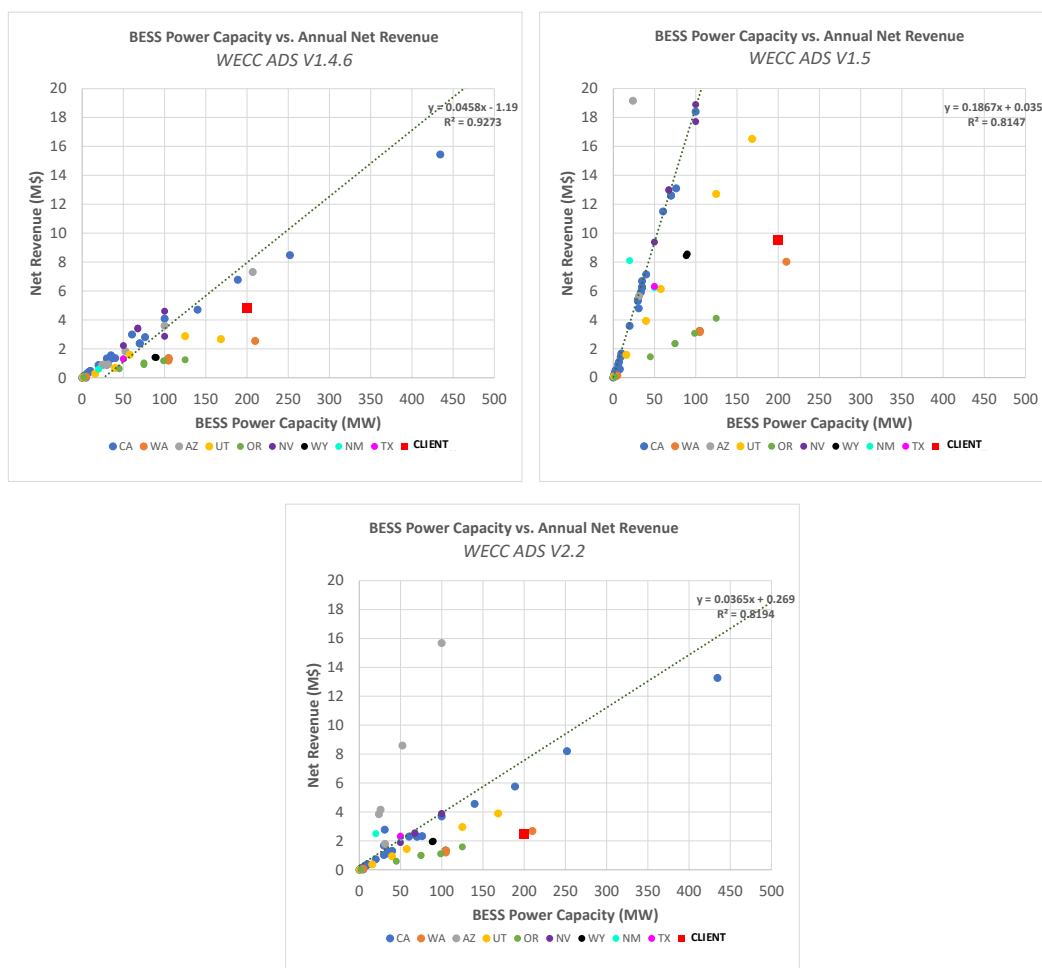 BESS Power Capacity vs. Annual Net Revenue
WECC ADS V1.4.6
Net Revenue (M$)
20
18
16
14
12
10
8
6
4
2
0
y = 0.0458x - 1.19
R² = 0.9273
0 50 100 150 200 250 300 350 400 450 500
BESS Power Capacity (MW)
CA WA AZ UT OR NV WY NM TX CLIENT
BESS Power Capacity vs. Annual Net Revenue
WECC ADS V1.5
Net Revenue (M$)
20
18
16
14
12
10
8
6
4
2
0
y = 0.1867x + 0.035
R² = 0.8147
0 50 100 150 200 250 300 350 400 450 500
BESS Power Capacity (MW)
CA WA AZ UT OR NV WY NM TX CLIENT
BESS Power Capacity vs. Annual Net Revenue
WECC ADS V2.2
Net Revenue (M$)
20
18
16
14
12
10
8
6
4
2
0
y = 0.0365x + 0.269
R² = 0.8194
0 50 100 150 200 250 300 350 400 450 500
BESS Power Capacity (MW)
CA WA AZ UT OR NV WY NM TX CLIENT